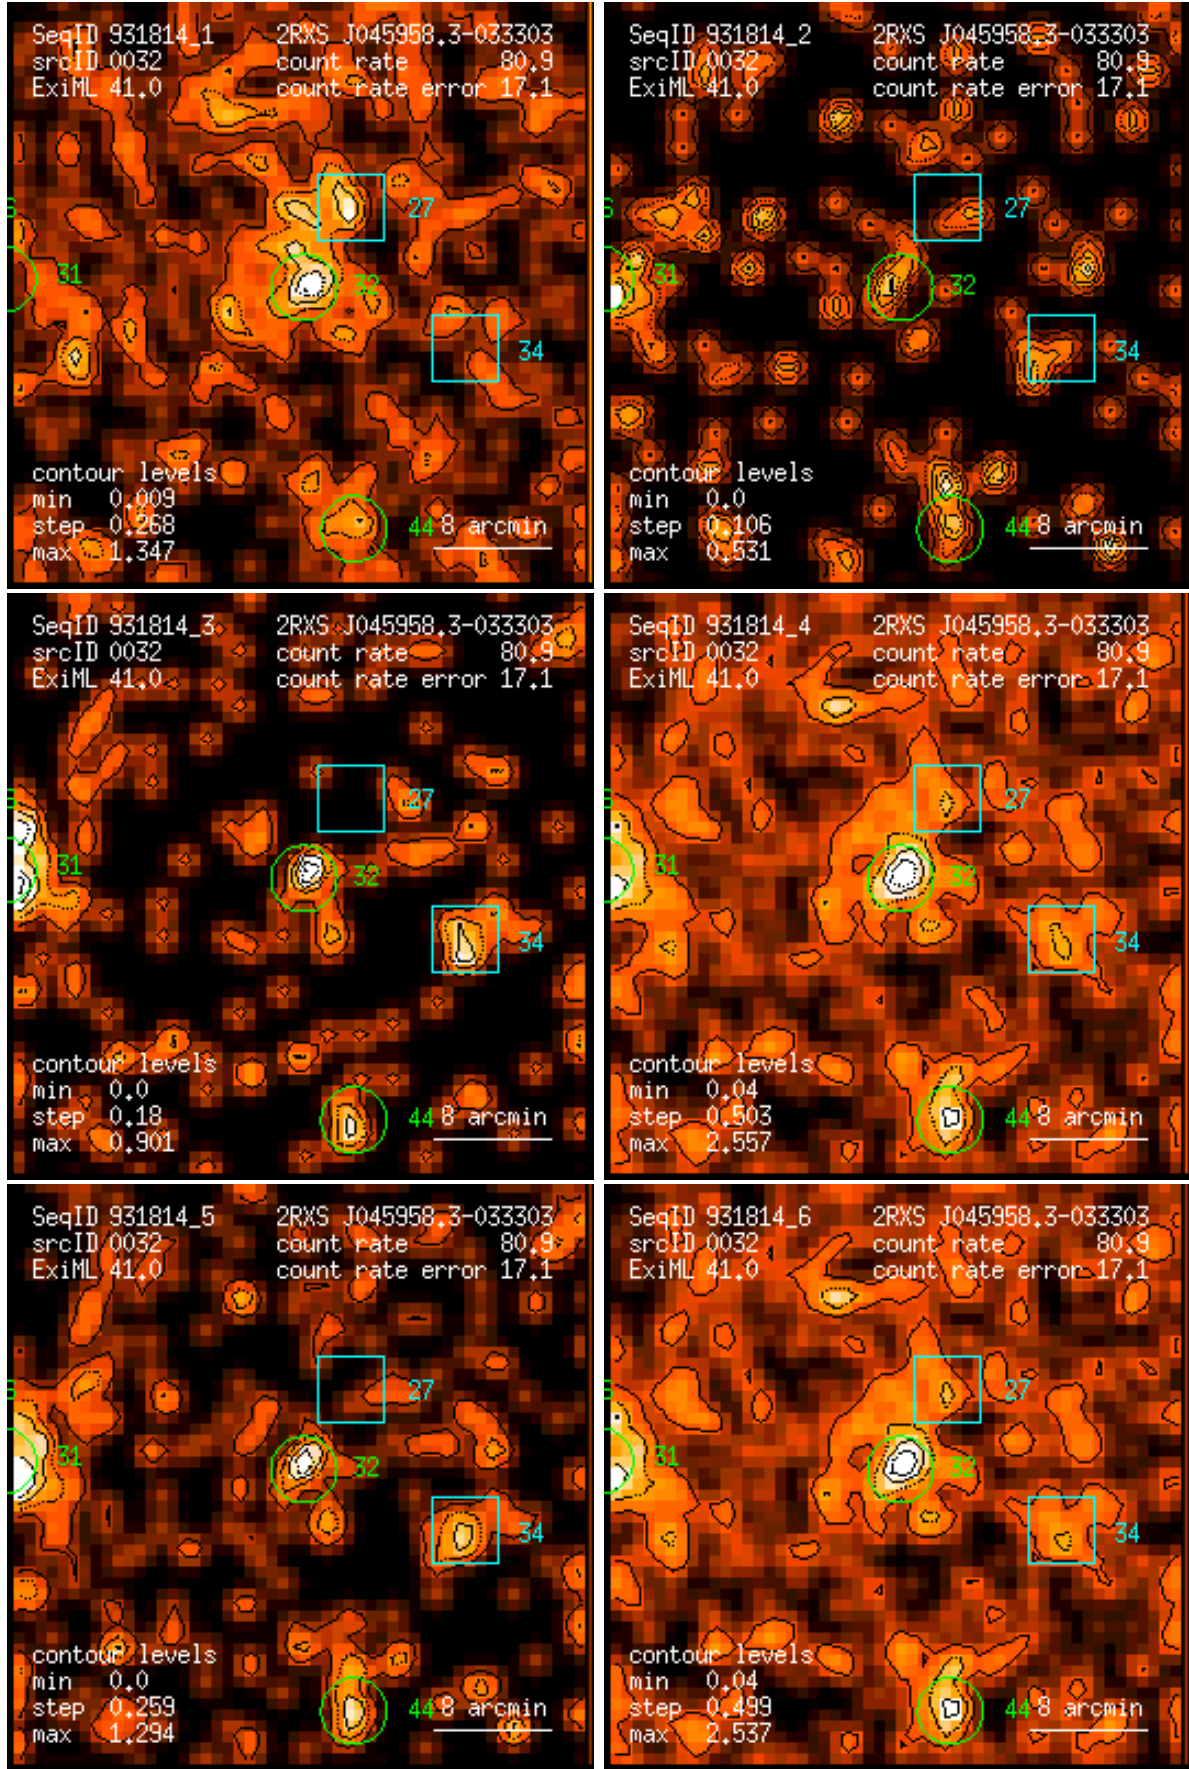 SeqID 931814_1 2RXS J045958.3-033303
srcID 0032 count rate 80.9
ExiML 41.0 count rate error 17.1
27
31
32
34
contour levels
min 0.009
step 0.268
max 1.347
44
8 arcmin
SeqID 931814_2 2RXS J045958.3-033303
srcID 0032 count rate 80.9
ExiML 41.0 count rate error 17.1
27
31
32
34
contour levels
min 0.0
step 0.106
max 0.531
44
8 arcmin
SeqID 931814_3 2RXS J045958.3-033303
srcID 0032 count rate 80.9
ExiML 41.0 count rate error 17.1
27
31
32
34
contour levels
min 0.0
step 0.18
max 0.901
44
8 arcmin
SeqID 931814_4 2RXS J045958.3-033303
srcID 0032 count rate 80.9
ExiML 41.0 count rate error 17.1
27
31
32
34
contour levels
min 0.04
step 0.503
max 2.557
44
8 arcmin
SeqID 931814_5 2RXS J045958.3-033303
srcID 0032 count rate 80.9
ExiML 41.0 count rate error 17.1
27
31
32
34
contour levels
min 0.0
step 0.259
max 1.294
44
8 arcmin
SeqID 931814_6 2RXS J045958.3-033303
srcID 0032 count rate 80.9
ExiML 41.0 count rate error 17.1
27
31
32
34
contour levels
min 0.04
step 0.499
max 2.537
44
8 arcmin